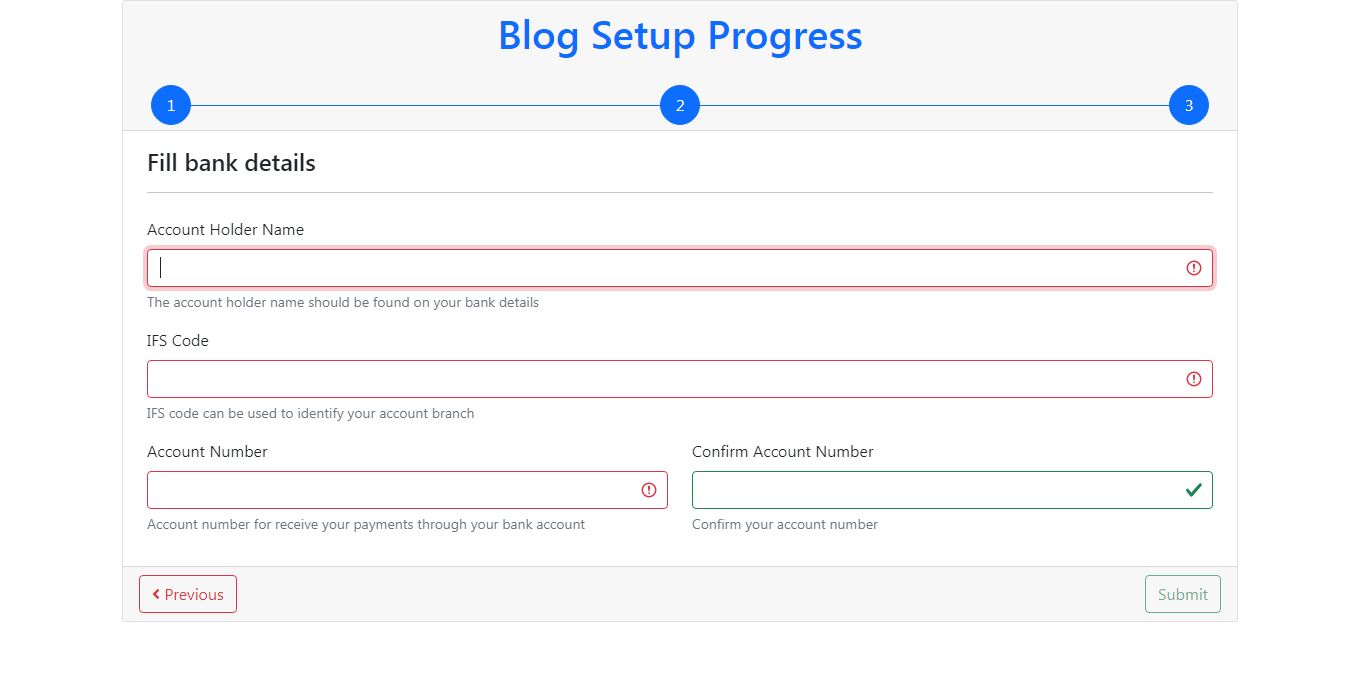 Blog Setup Progress
1 2 3
Fill bank details
Account Holder Name
The account holder name should be found on your bank details
IFS Code
IFS code can be used to identify your account branch
Account Number Confirm Account Number
Account number for receive your payments through your bank account Confirm your account number
Previous Submit